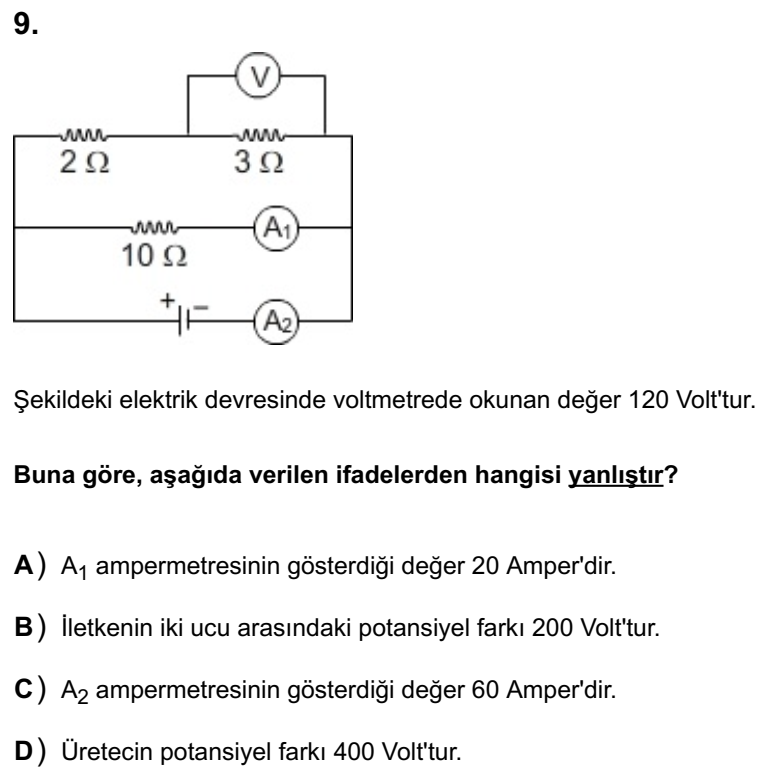 9.
V
2 Ω
3 Ω
A₁
10 Ω
+ –
A₂
Şekildeki elektrik devresinde voltmetrede okunan değer 120 Volt'tur.
Buna göre, aşağıda verilen ifadelerden hangisi yanlıştır?
A) A₁ ampermetresinin gösterdiği değer 20 Amper'dir.
B) İletkenin iki ucu arasındaki potansiyel farkı 200 Volt'tur.
C) A₂ ampermetresinin gösterdiği değer 60 Amper'dir.
D) Üretecin potansiyel farkı 400 Volt'tur.